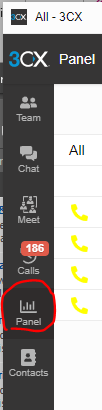 All - 3CX
3CX Panel
Team
All
Chat
Meet
186
Calls
Panel
Contacts